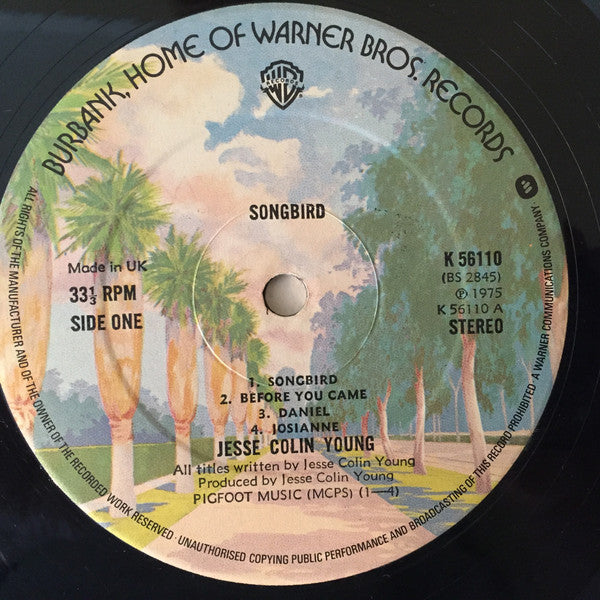 BURBANK, HOME OF WARNER BROS. RECORDS
RECORDS
SONGBIRD
Made in UK
33⅓ RPM
SIDE ONE
K 56110
(BS 2845)
Ⓟ 1975
K 56110 A
STEREO
1. SONGBIRD
2. BEFORE YOU CAME
3. DANIEL
4. JOSIANNE
JESSE COLIN YOUNG
All titles written by Jesse Colin Young
Produced by Jesse Colin Young
PIGFOOT MUSIC (MCPS) (1—4)
ALL RIGHTS OF THE MANUFACTURER AND OF THE OWNER OF THE RECORDED WORK RESERVED · UNAUTHORISED COPYING PUBLIC PERFORMANCE AND BROADCASTING OF THIS RECORD PROHIBITED · A WARNER COMMUNICATIONS COMPANY